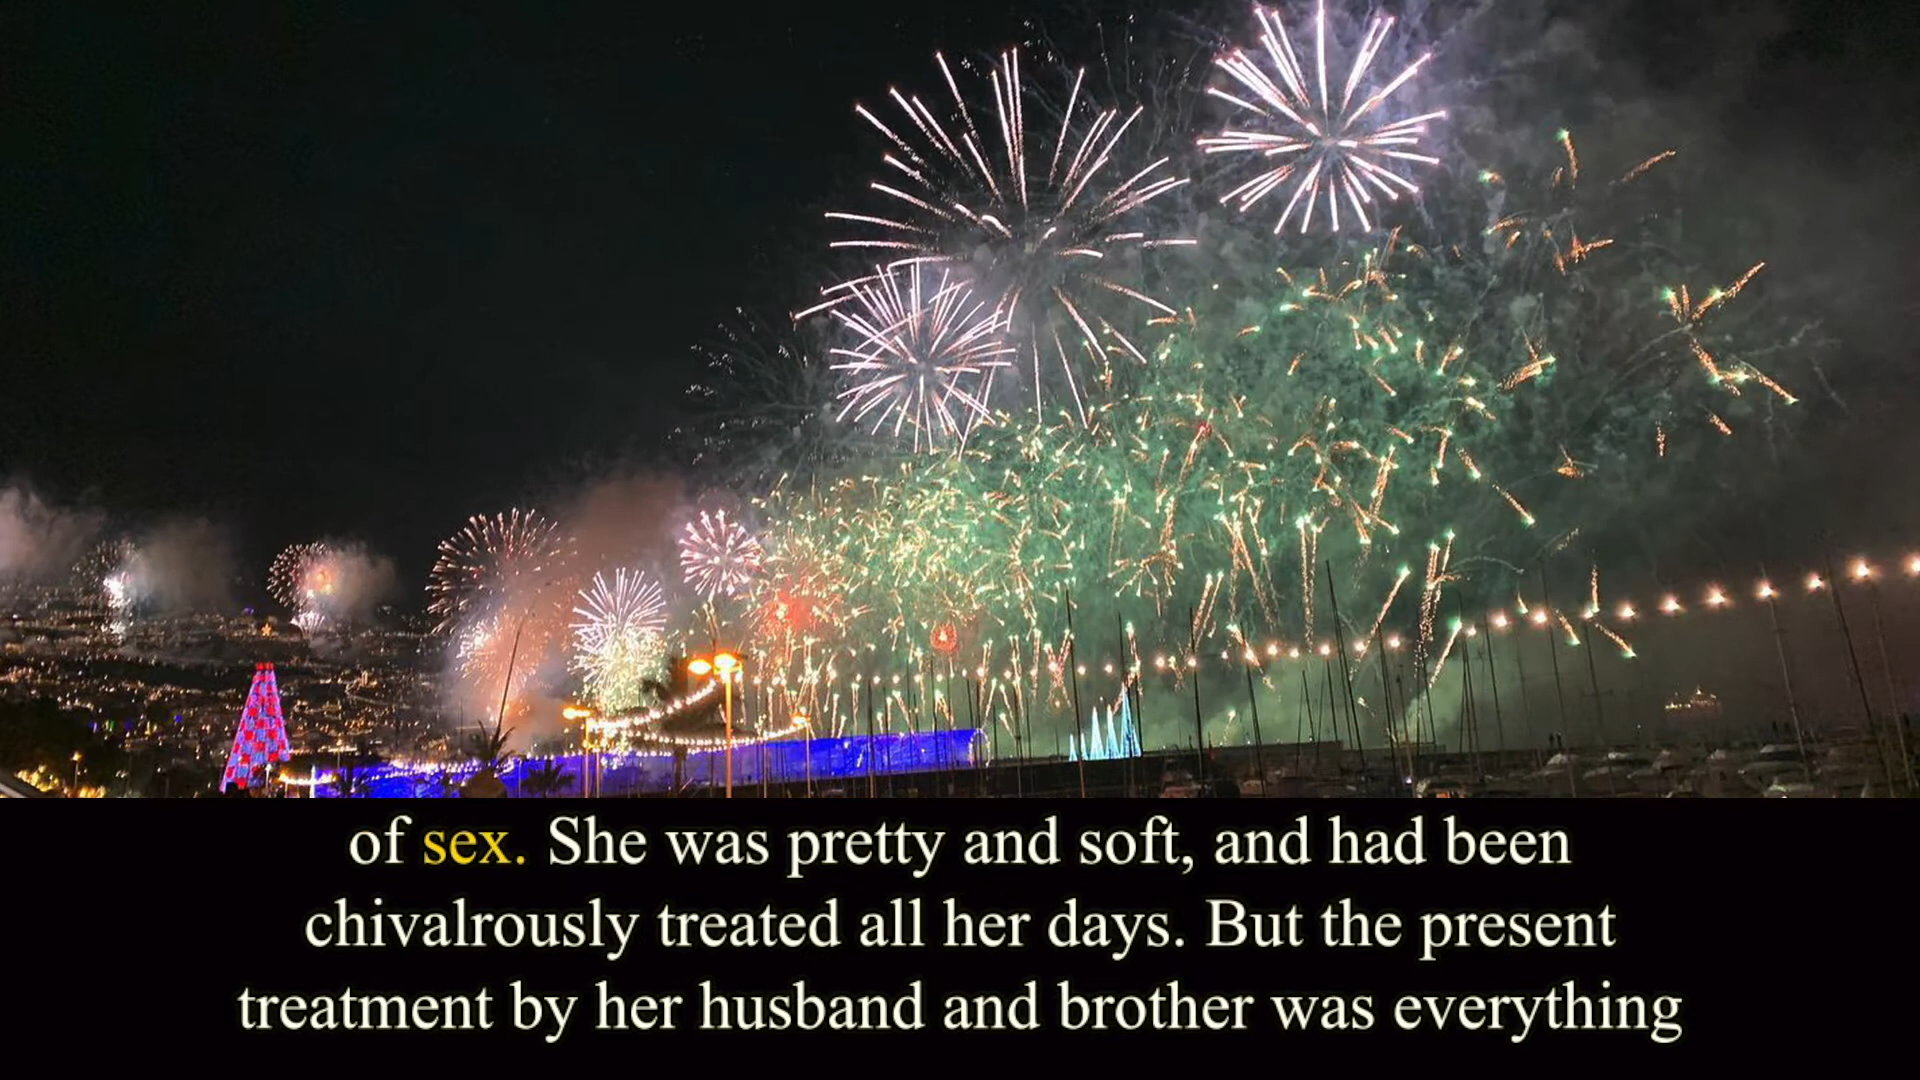 of sex. She was pretty and soft, and had been
chivalrously treated all her days. But the present
treatment by her husband and brother was everything